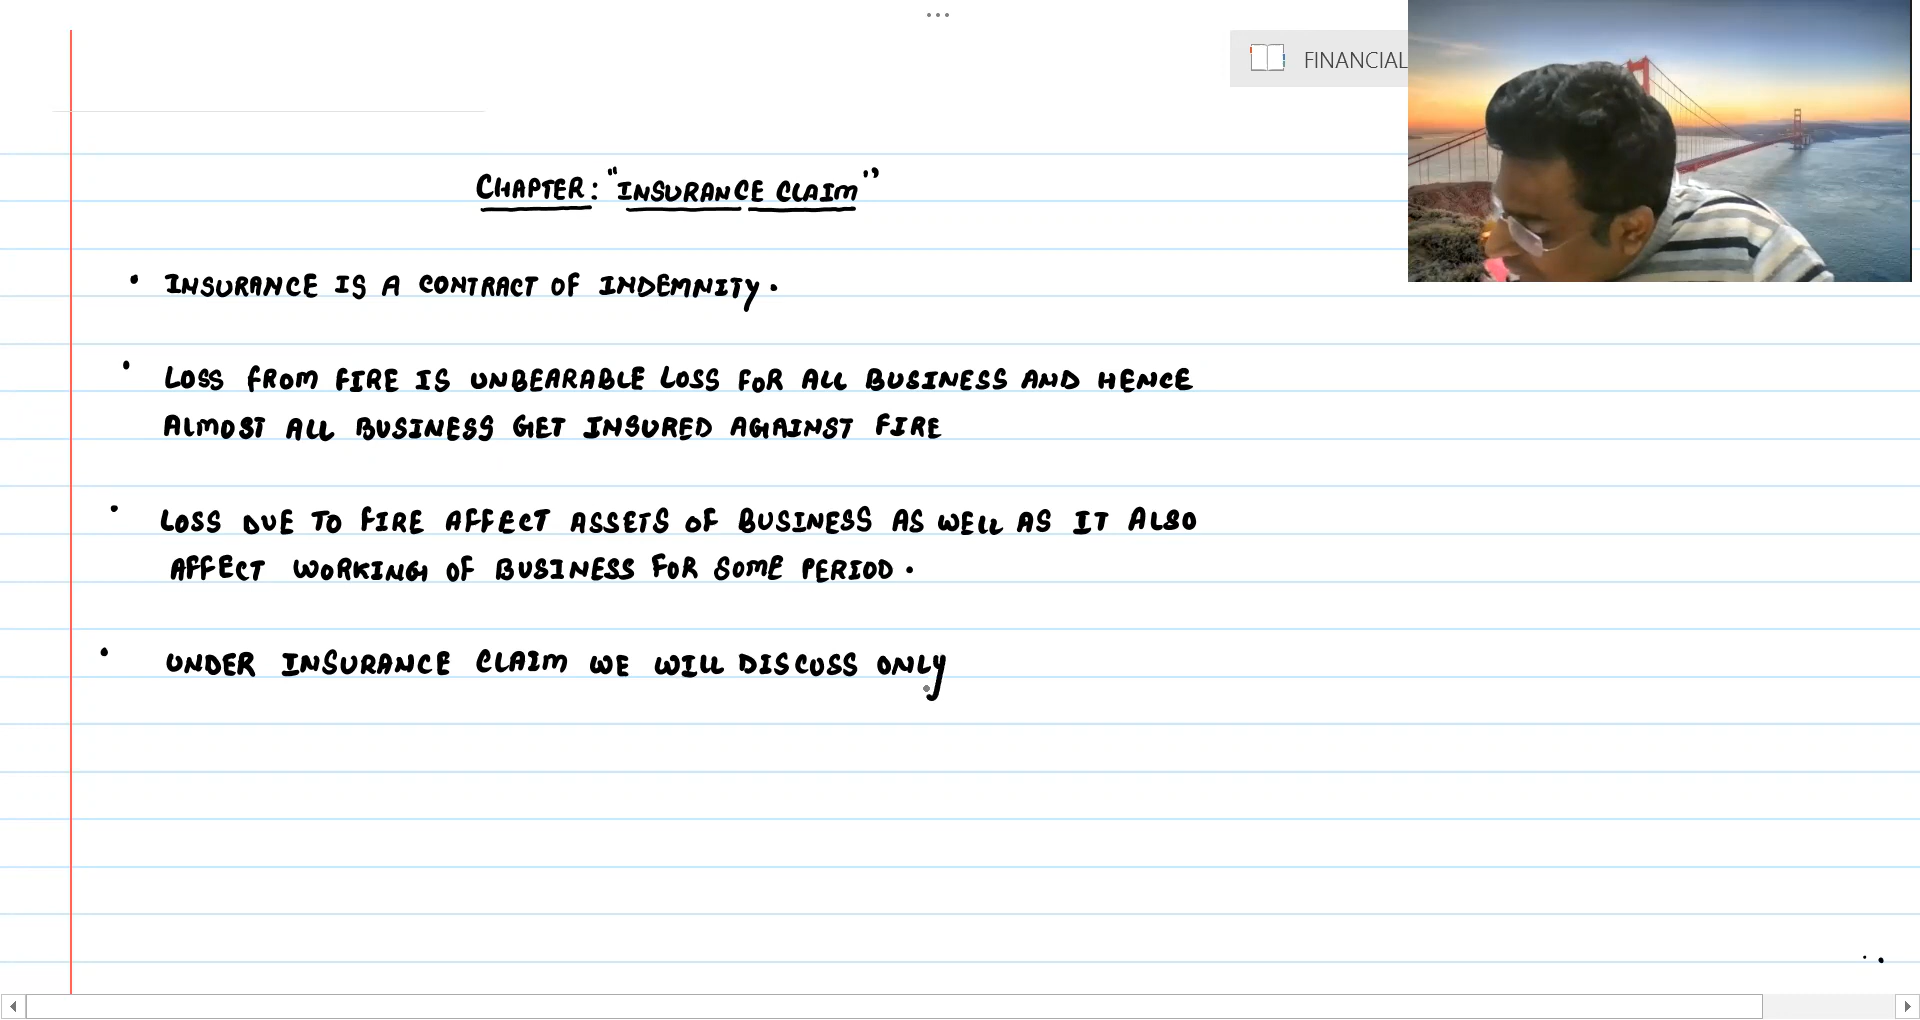 FINANCIAL
CHAPTER: "INSURANCE CLAIM"
• INSURANCE IS A CONTRACT OF INDEMNITY.
• LOSS FROM FIRE IS UNBEARABLE LOSS FOR ALL BUSINESS AND HENCE
ALMOST ALL BUSINESS GET INSURED AGAINST FIRE
• LOSS DUE TO FIRE AFFECT ASSETS OF BUSINESS AS WELL AS IT ALSO
AFFECT WORKING OF BUSINESS FOR SOME PERIOD.
• UNDER INSURANCE CLAIM WE WILL DISCUSS ONLY